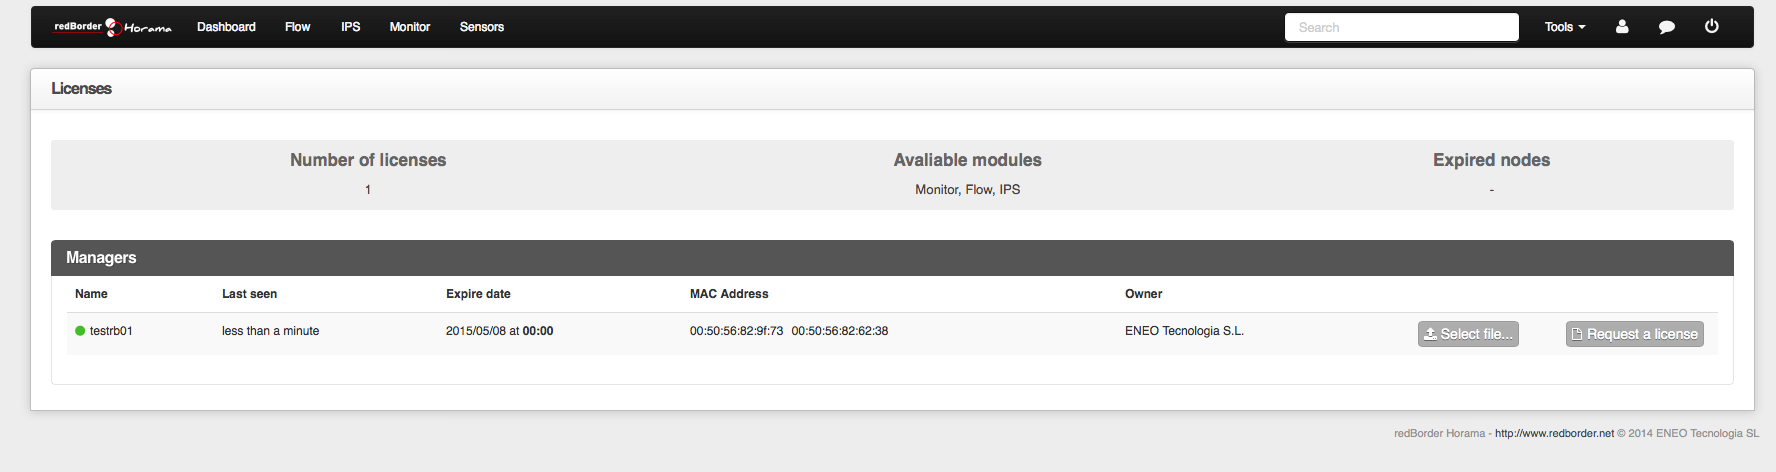 redBorder Horama Dashboard Flow IPS Monitor Sensors Search Tools
Licenses
Number of licenses Avaliable modules Expired nodes
1 Monitor, Flow, IPS -
Managers
Name Last seen Expire date MAC Address Owner
testrb01 less than a minute 2015/05/08 at 00:00 00:50:56:82:9f:73 00:50:56:82:62:38 ENEO Tecnologia S.L. Select file... Request a license
redBorder Horama - http://www.redborder.net © 2014 ENEO Tecnologia SL